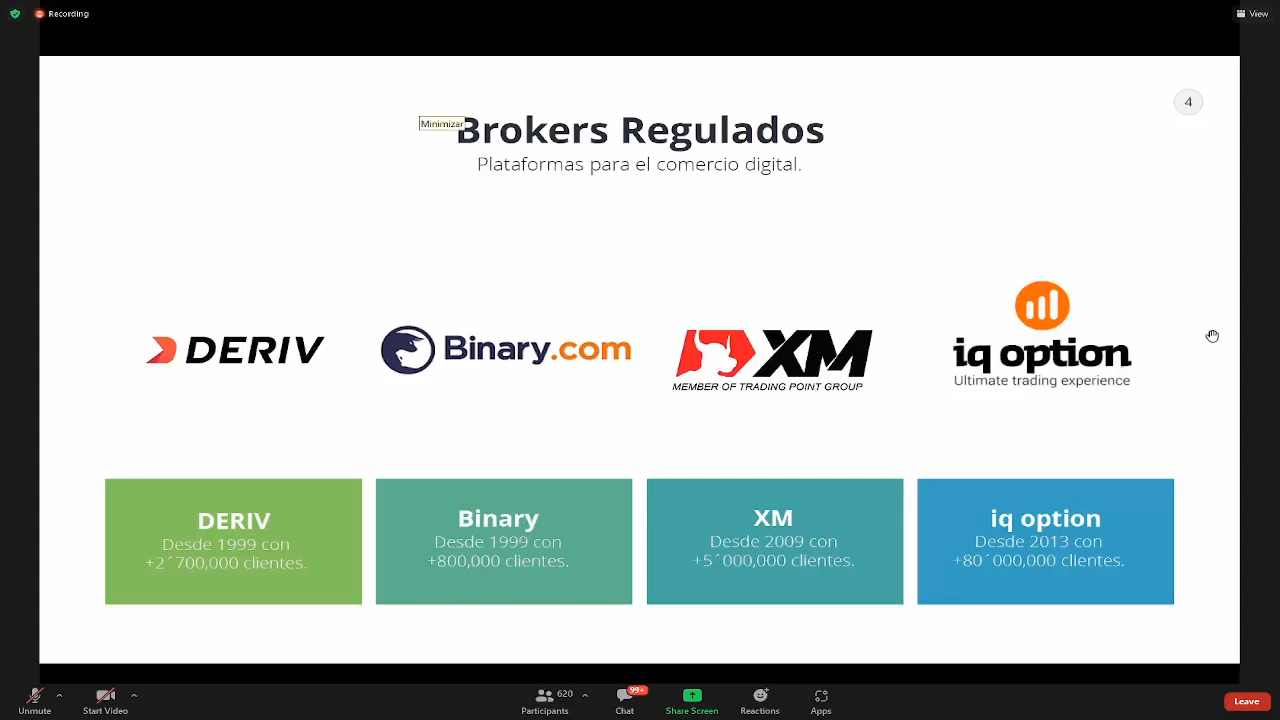 Recording
View
4
Minimizar
Brokers Regulados
Plataformas para el comercio digital.
DERIV
Binary.com
XM
MEMBER OF TRADING POINT GROUP
iq option
Ultimate trading experience
DERIV
Desde 1999 con
+2´700,000 clientes.
Binary
Desde 1999 con
+800,000 clientes.
XM
Desde 2009 con
+5´000,000 clientes.
iq option
Desde 2013 con
+80´000,000 clientes.
Unmute
Start Video
620
Participants
99+
Chat
Share Screen
Reactions
Apps
Leave